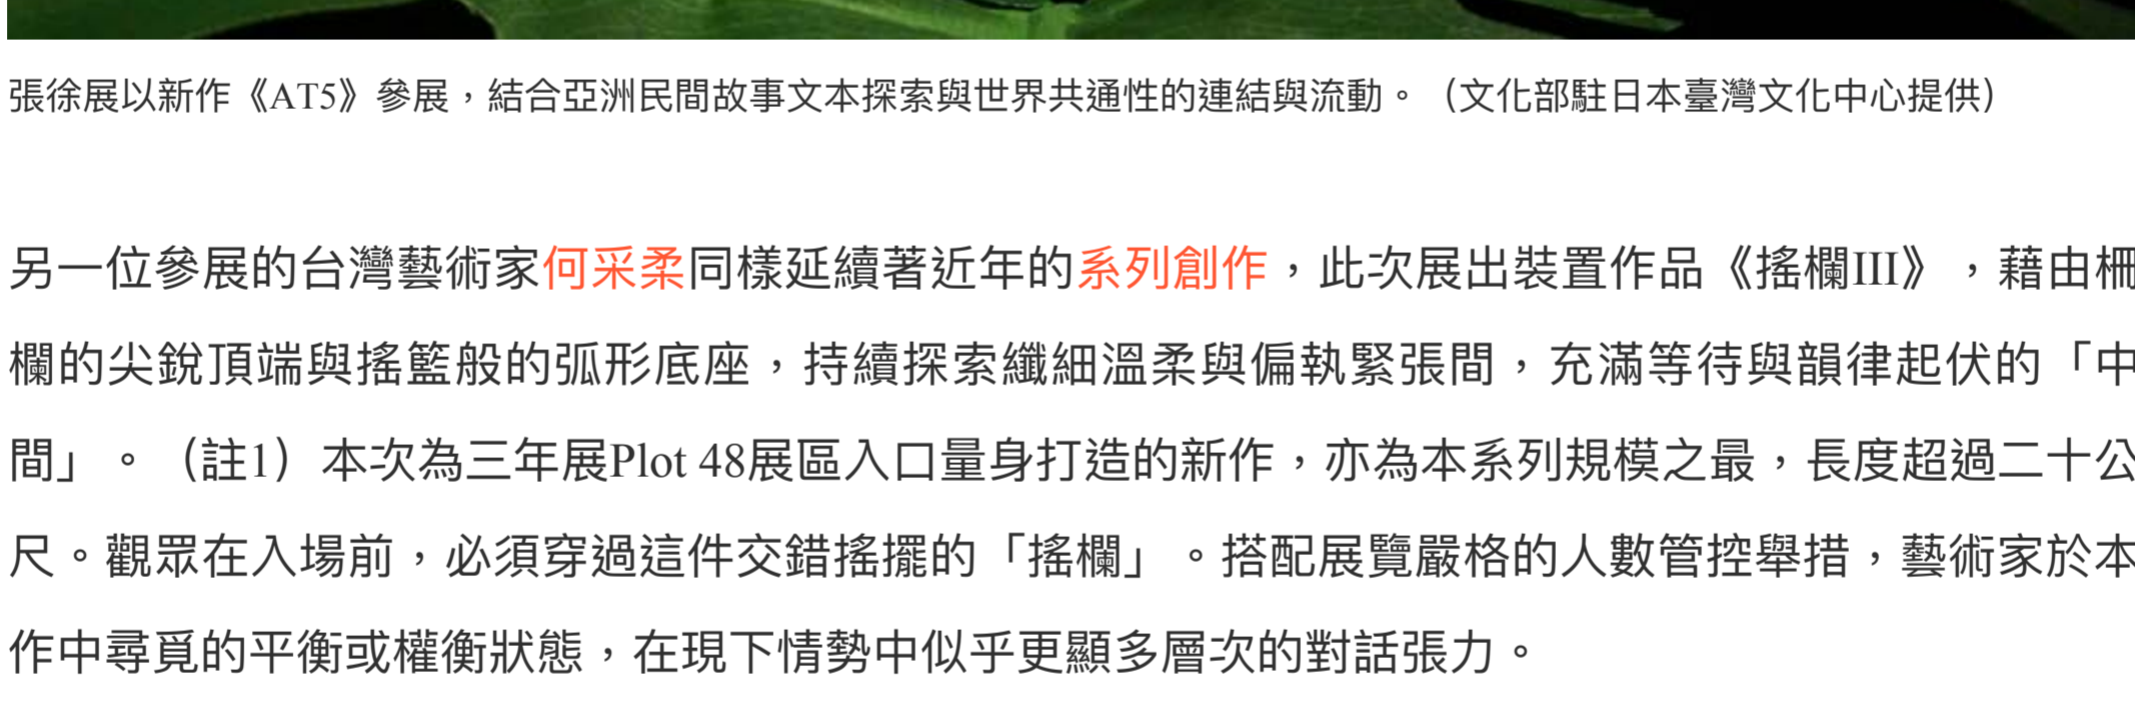 張徐展以新作《AT5》參展，結合亞洲民間故事文本探索與世界共通性的連結與流動。（文化部駐日本臺灣文化中心提供）
另一位參展的台灣藝術家何采柔同樣延續著近年的系列創作，此次展出裝置作品《搖欄III》，藉由柵
欄的尖銳頂端與搖籃般的弧形底座，持續探索纖細溫柔與偏執緊張間，充滿等待與韻律起伏的「中
間」。（註1）本次為三年展Plot 48展區入口量身打造的新作，亦為本系列規模之最，長度超過二十公
尺。觀眾在入場前，必須穿過這件交錯搖擺的「搖欄」。搭配展覽嚴格的人數管控舉措，藝術家於本
作中尋覓的平衡或權衡狀態，在現下情勢中似乎更顯多層次的對話張力。